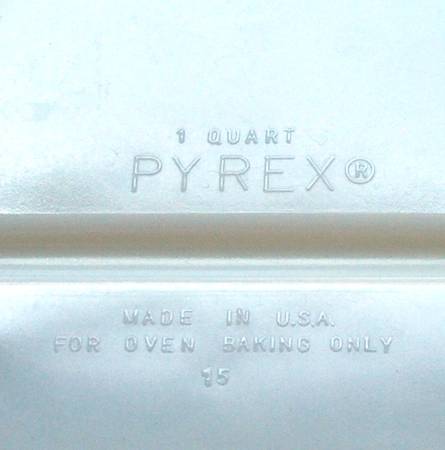 1 QUART
PYREX®
MADE IN U.S.A.
FOR OVEN BAKING ONLY
15